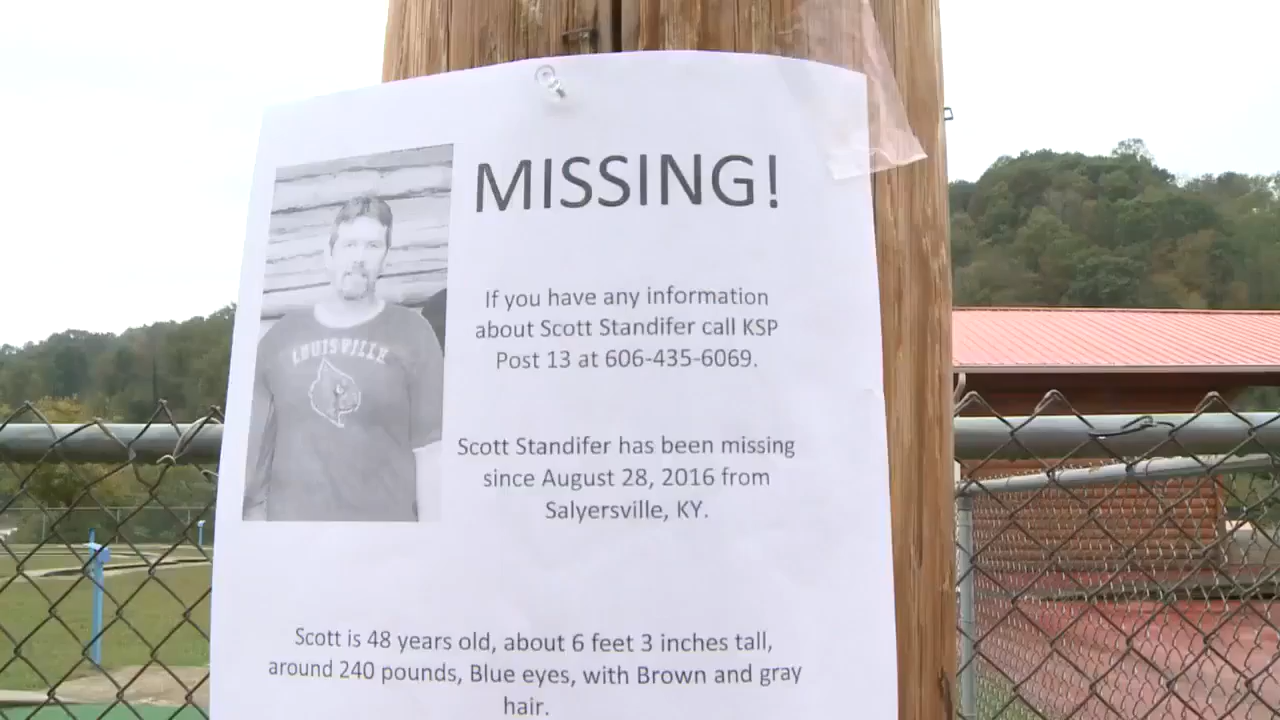 MISSING!
LOUISVILLE
If you have any information
about Scott Standifer call KSP
Post 13 at 606-435-6069.
Scott Standifer has been missing
since August 28, 2016 from
Salyersville, KY.
Scott is 48 years old, about 6 feet 3 inches tall,
around 240 pounds, Blue eyes, with Brown and gray
hair.